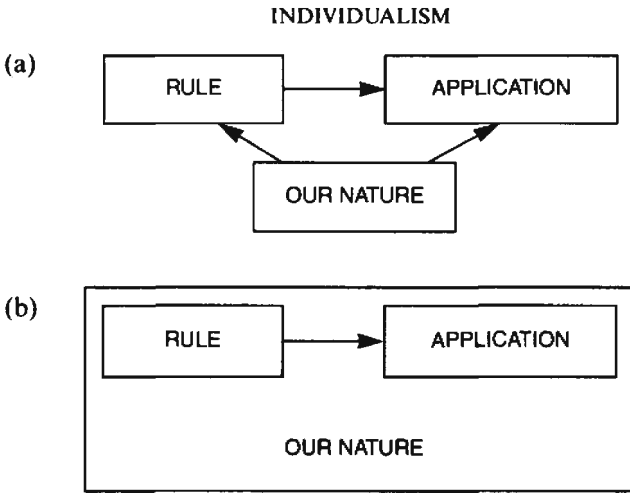 INDIVIDUALISM
(a)
RULE APPLICATION
OUR NATURE
(b)
RULE APPLICATION
OUR NATURE